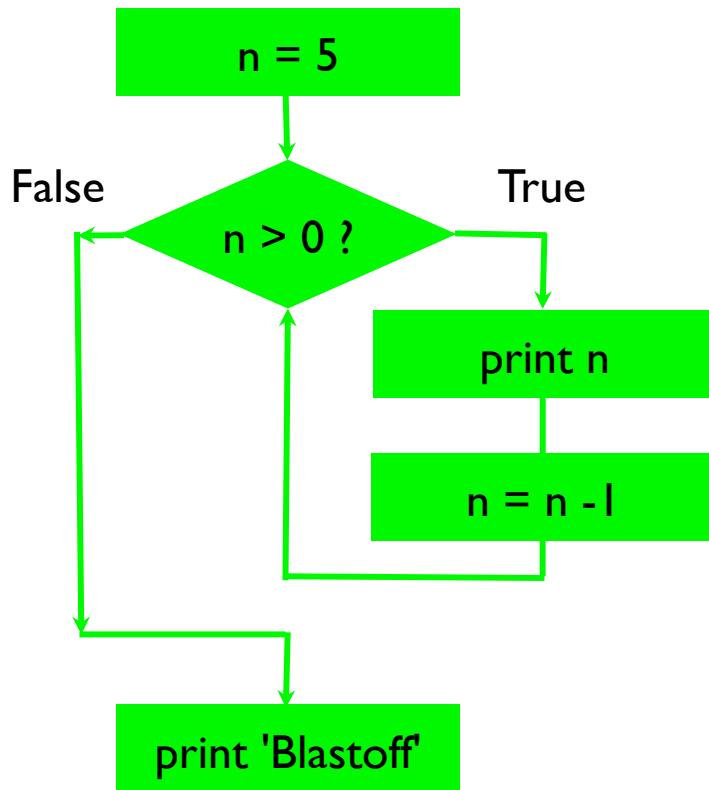 n = 5
False
True
n > 0 ?
print n
n = n -1
print 'Blastoff'